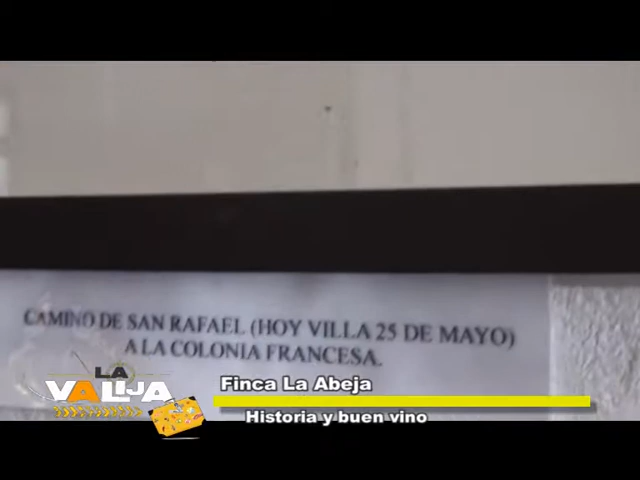 CAMINO DE SAN RAFAEL (HOY VILLA 25 DE MAYO)
A LA COLONIA FRANCESA.
LA
VALIJA
Finca La Abeja
Historia y buen vino